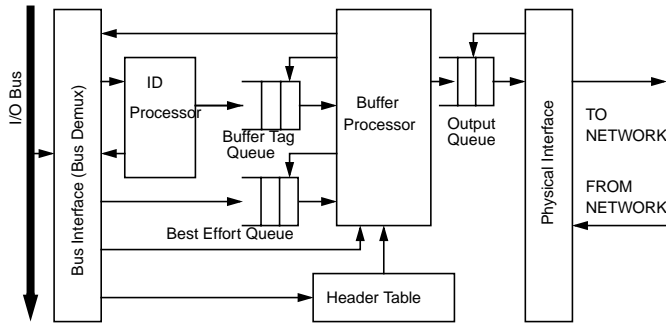 I/O Bus
Bus Interface (Bus Demux)
ID
Processor
Buffer Tag
Queue
Best Effort Queue
Buffer
Processor
Header Table
Output
Queue
Physical Interface
TO
NETWORK
FROM
NETWORK